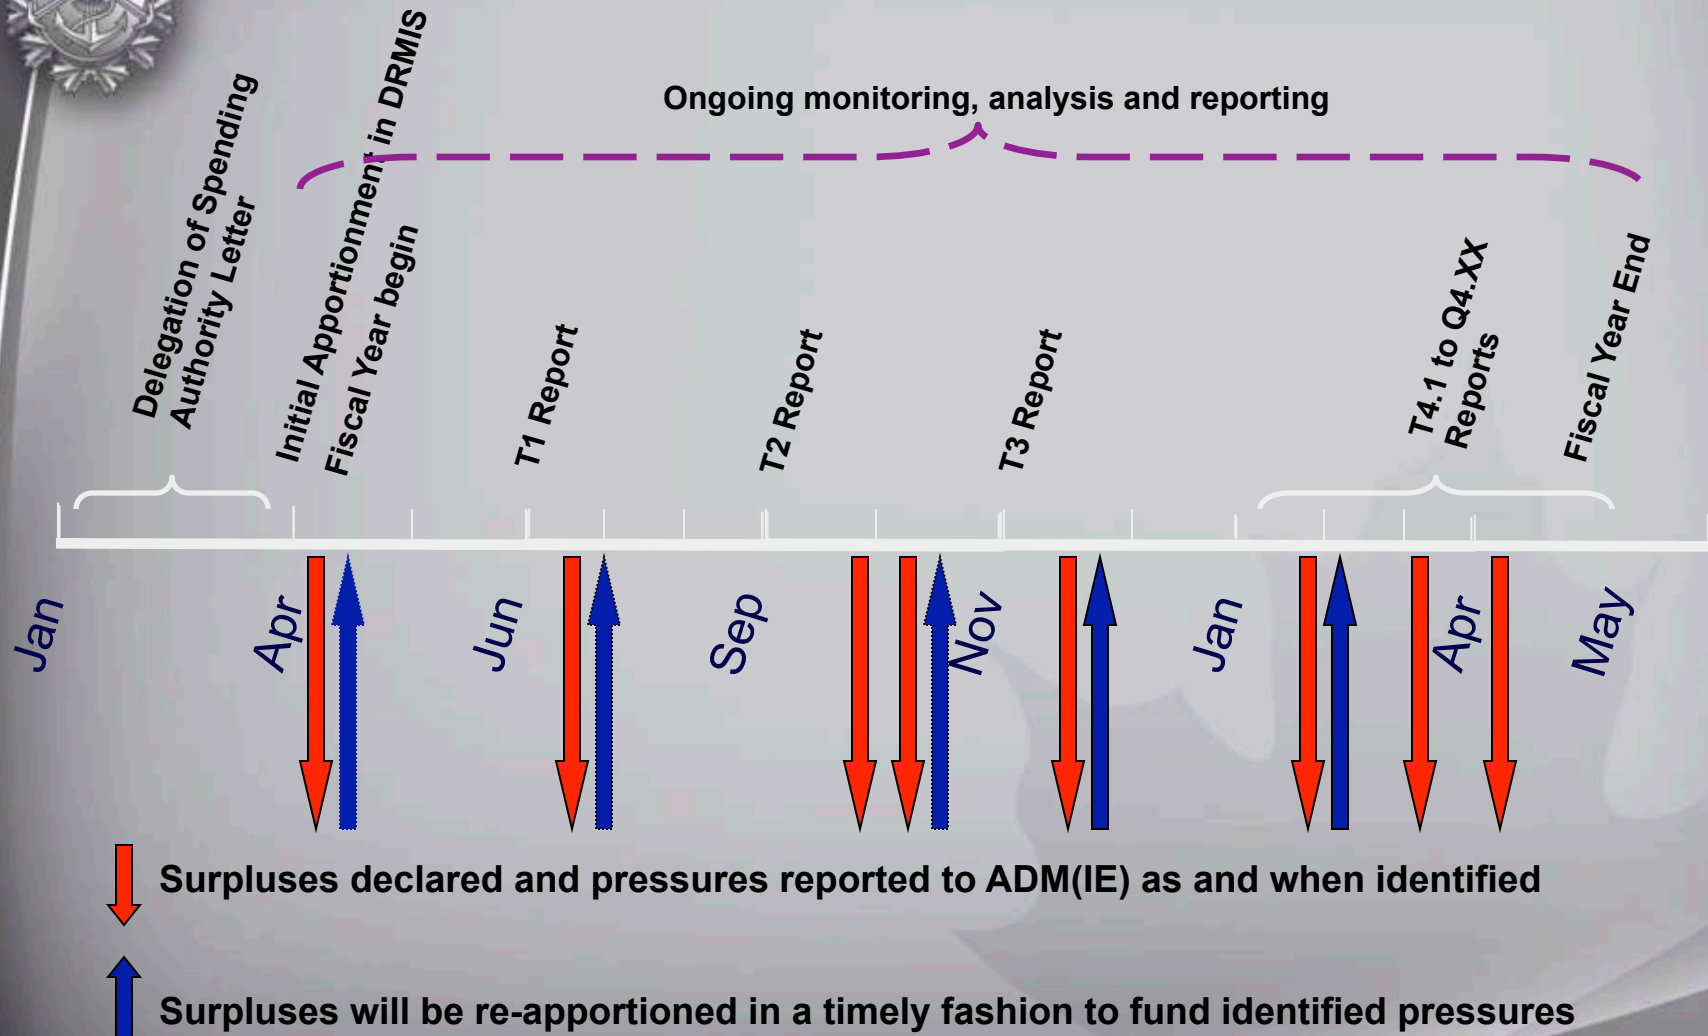 Ongoing monitoring, analysis and reporting
Delegation of Spending
Authority Letter
Initial Apportionment in DRMIS
Fiscal Year begin
T1 Report
T2 Report
T3 Report
T4.1 to Q4.XX
Reports
Fiscal Year End
Jan
Apr
Jun
Sep
Nov
Jan
Apr
May
Surpluses declared and pressures reported to ADM(IE) as and when identified
Surpluses will be re-apportioned in a timely fashion to fund identified pressures